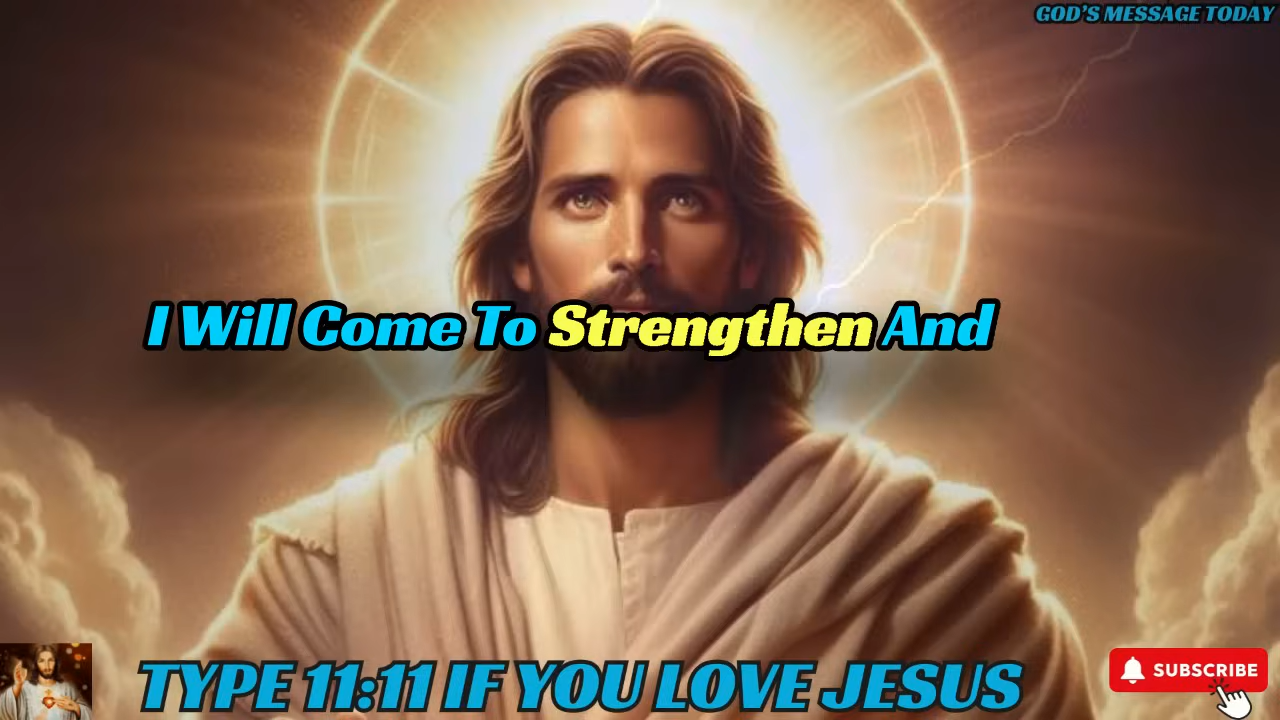 GOD'S MESSAGE TODAY
I Will Come To Strengthen And
TYPE 11:11 IF YOU LOVE JESUS
SUBSCRIBE